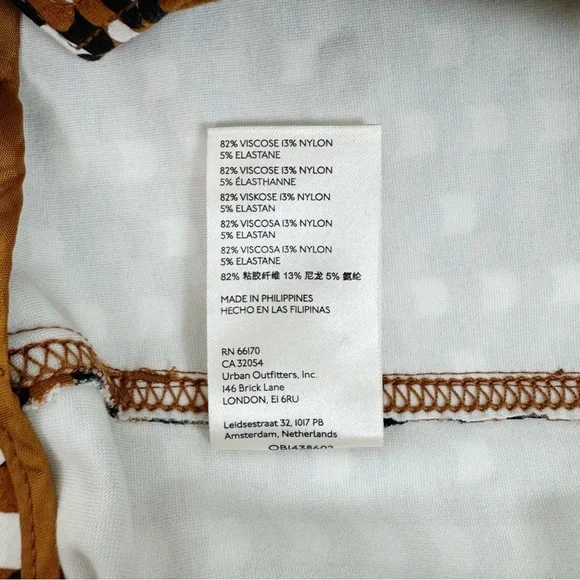 82% VISCOSE 13% NYLON
5% ELASTANE
82% VISCOSE 13% NYLON
5% ÉLASTHANNE
82% VISKOSE 13% NYLON
5% ELASTAN
82% VISCOSA 13% NYLON
5% ELASTAN
82% VISCOSA 13% NYLON
5% ELASTANE
82% 粘胶纤维 13% 尼龙 5% 氨纶
MADE IN PHILIPPINES
HECHO EN LAS FILIPINAS
RN 66170
CA 32054
Urban Outfitters, Inc.
146 Brick Lane
LONDON, E1 6RU
Leidsestraat 32, 1017 PB
Amsterdam, Netherlands